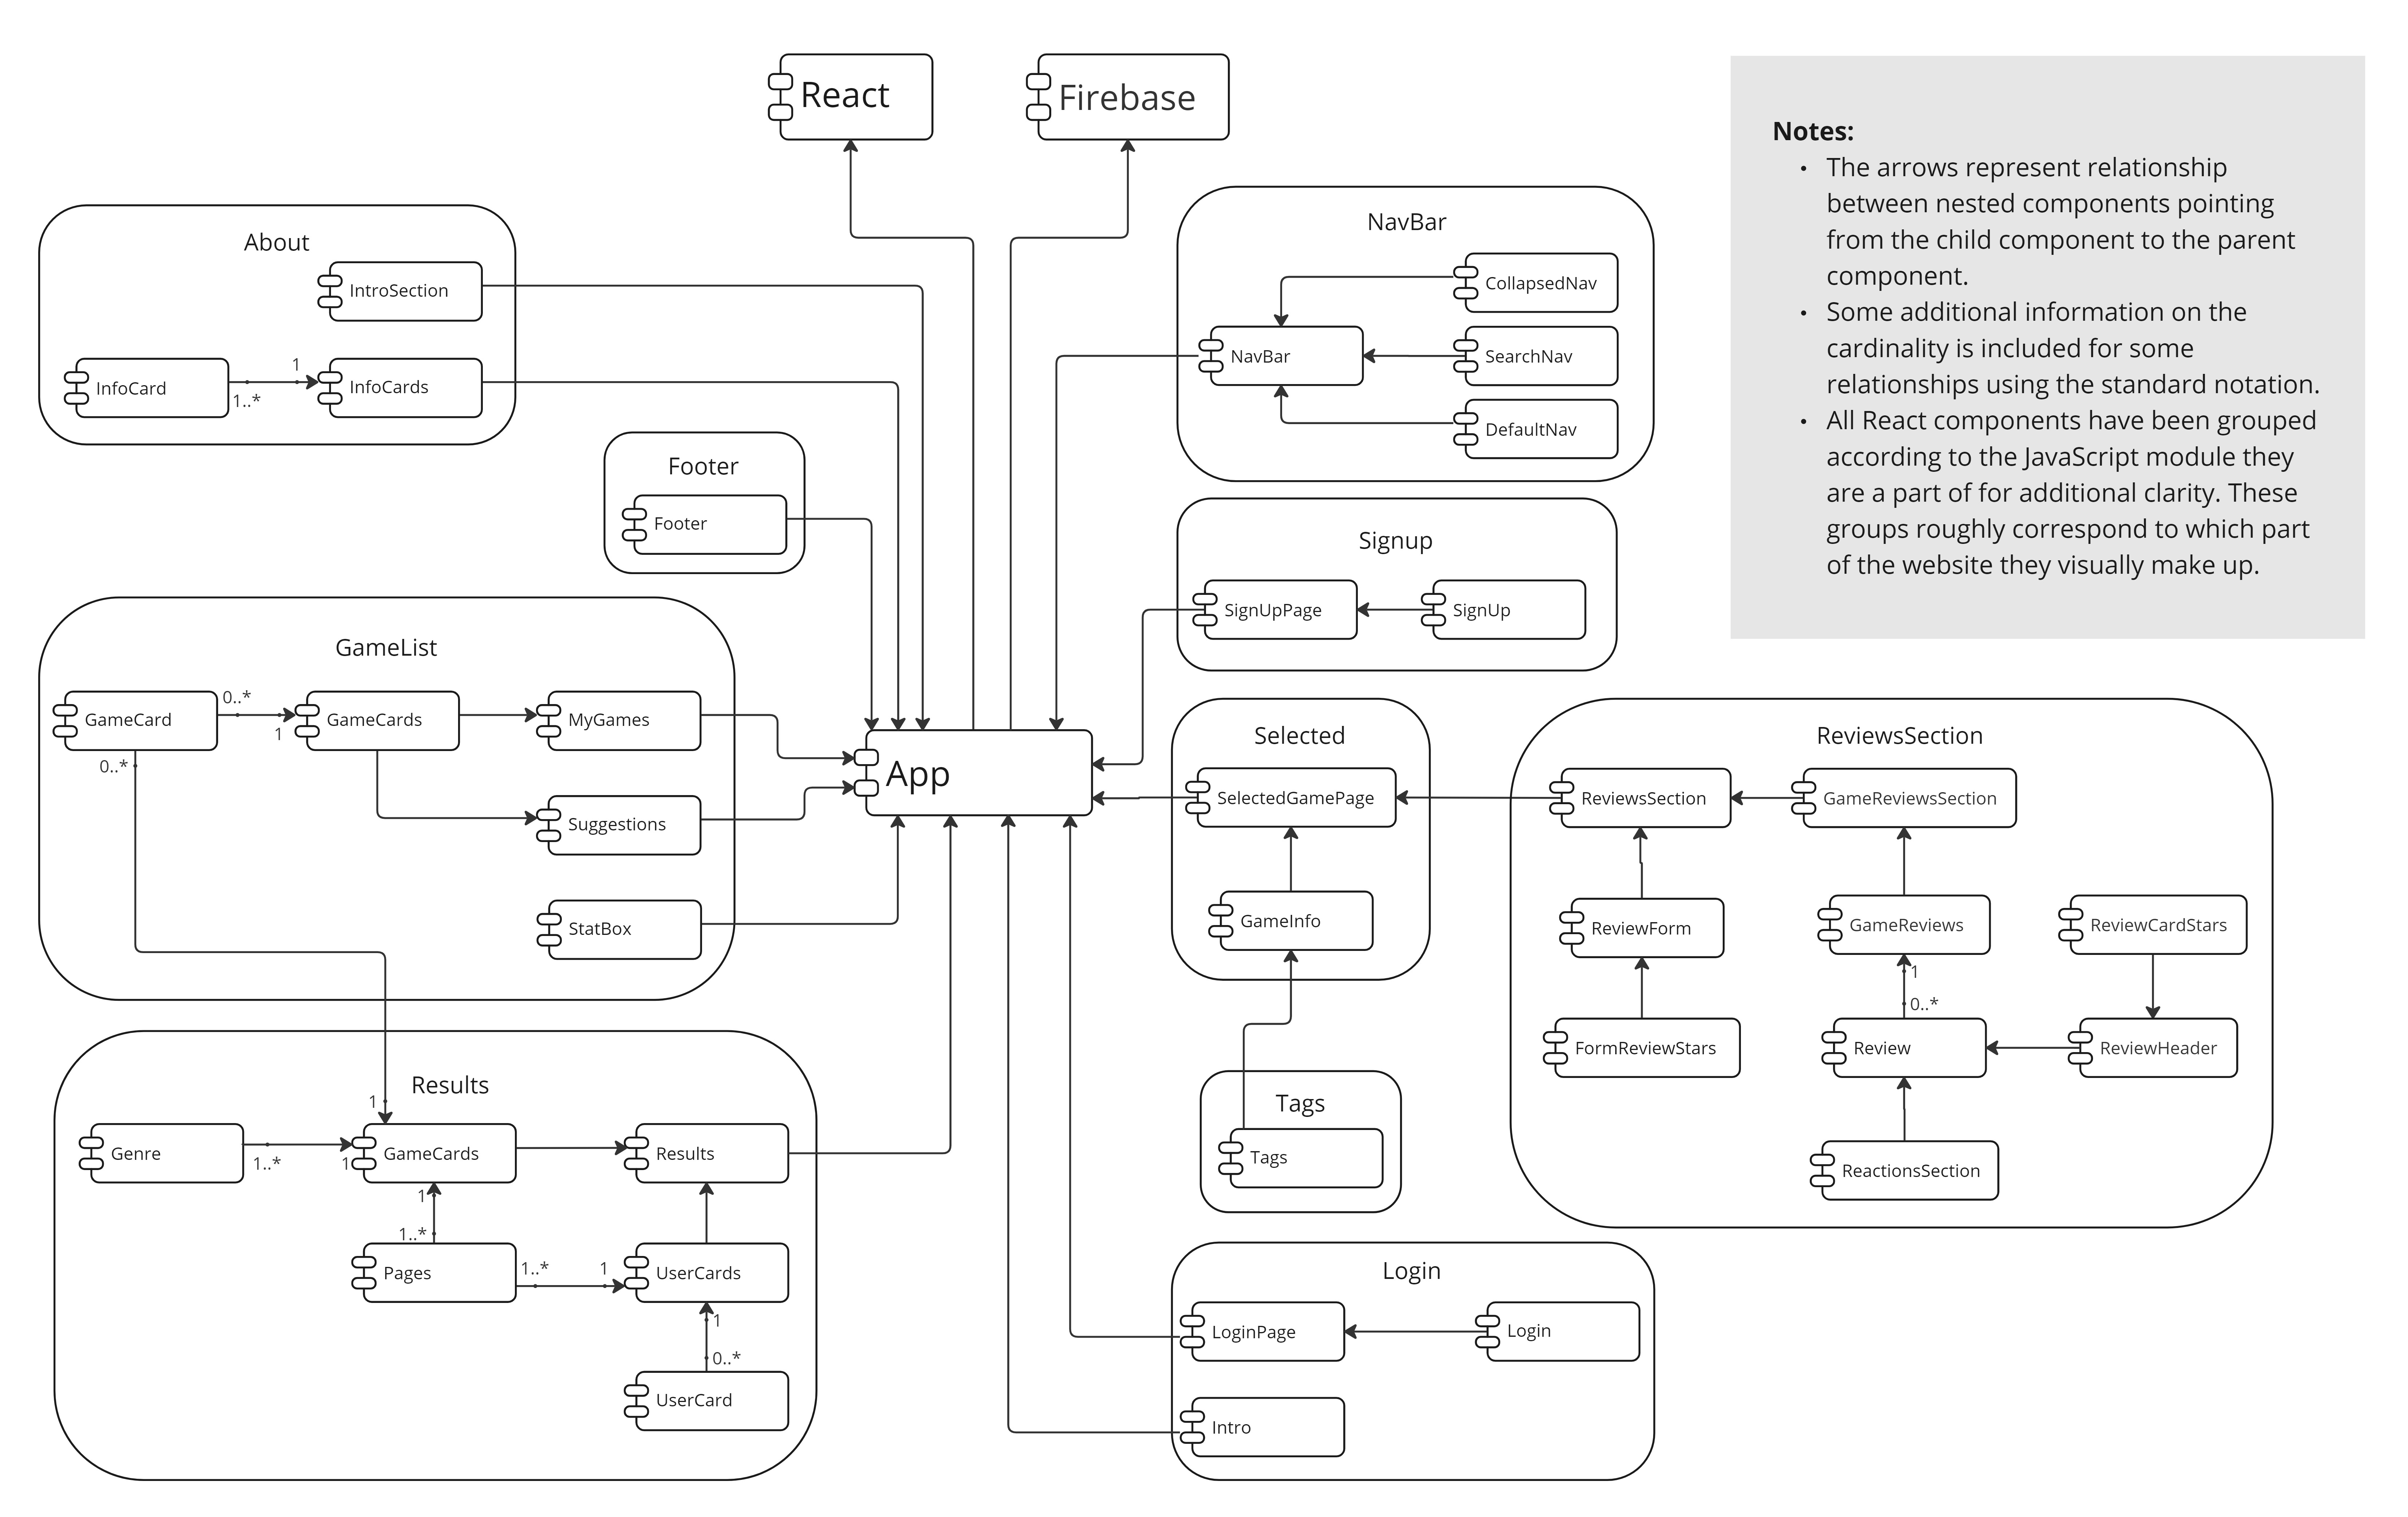 React
Firebase
Notes:
• The arrows represent relationship
between nested components pointing
from the child component to the parent
component.
• Some additional information on the
cardinality is included for some
relationships using the standard notation.
• All React components have been grouped
according to the JavaScript module they
are a part of for additional clarity. These
groups roughly correspond to which part
of the website they visually make up.
About
IntroSection
InfoCard
1..*
1
InfoCards
NavBar
CollapsedNav
NavBar
SearchNav
DefaultNav
Footer
Footer
Signup
SignUpPage
SignUp
GameList
GameCard
0..*
1
GameCards
MyGames
0..*
Suggestions
StatBox
App
Selected
SelectedGamePage
GameInfo
ReviewsSection
ReviewsSection
GameReviewsSection
ReviewForm
GameReviews
ReviewCardStars
1
0..*
FormReviewStars
Review
ReviewHeader
ReactionsSection
Results
1
Genre
1..*
1
GameCards
Results
1
1..*
Pages
1..*
1
UserCards
1
0..*
UserCard
Tags
Tags
Login
LoginPage
Login
Intro